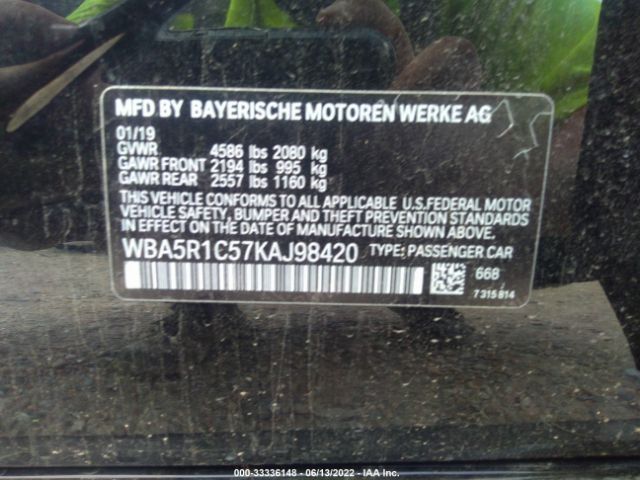 MFD BY BAYERISCHE MOTOREN WERKE AG
01/19
GVWR 4586 lbs 2080 kg
GAWR FRONT 2194 lbs 995 kg
GAWR REAR 2557 lbs 1160 kg
THIS VEHICLE CONFORMS TO ALL APPLICABLE U.S.FEDERAL MOTOR
VEHICLE SAFETY, BUMPER AND THEFT PREVENTION STANDARDS
IN EFFECT ON THE DATE OF MANUFACTURE SHOWN ABOVE.
WBA5R1C57KAJ98420 TYPE: PASSENGER CAR
668
7 315 814
000-33336148 - 06/13/2022 - IAA Inc.